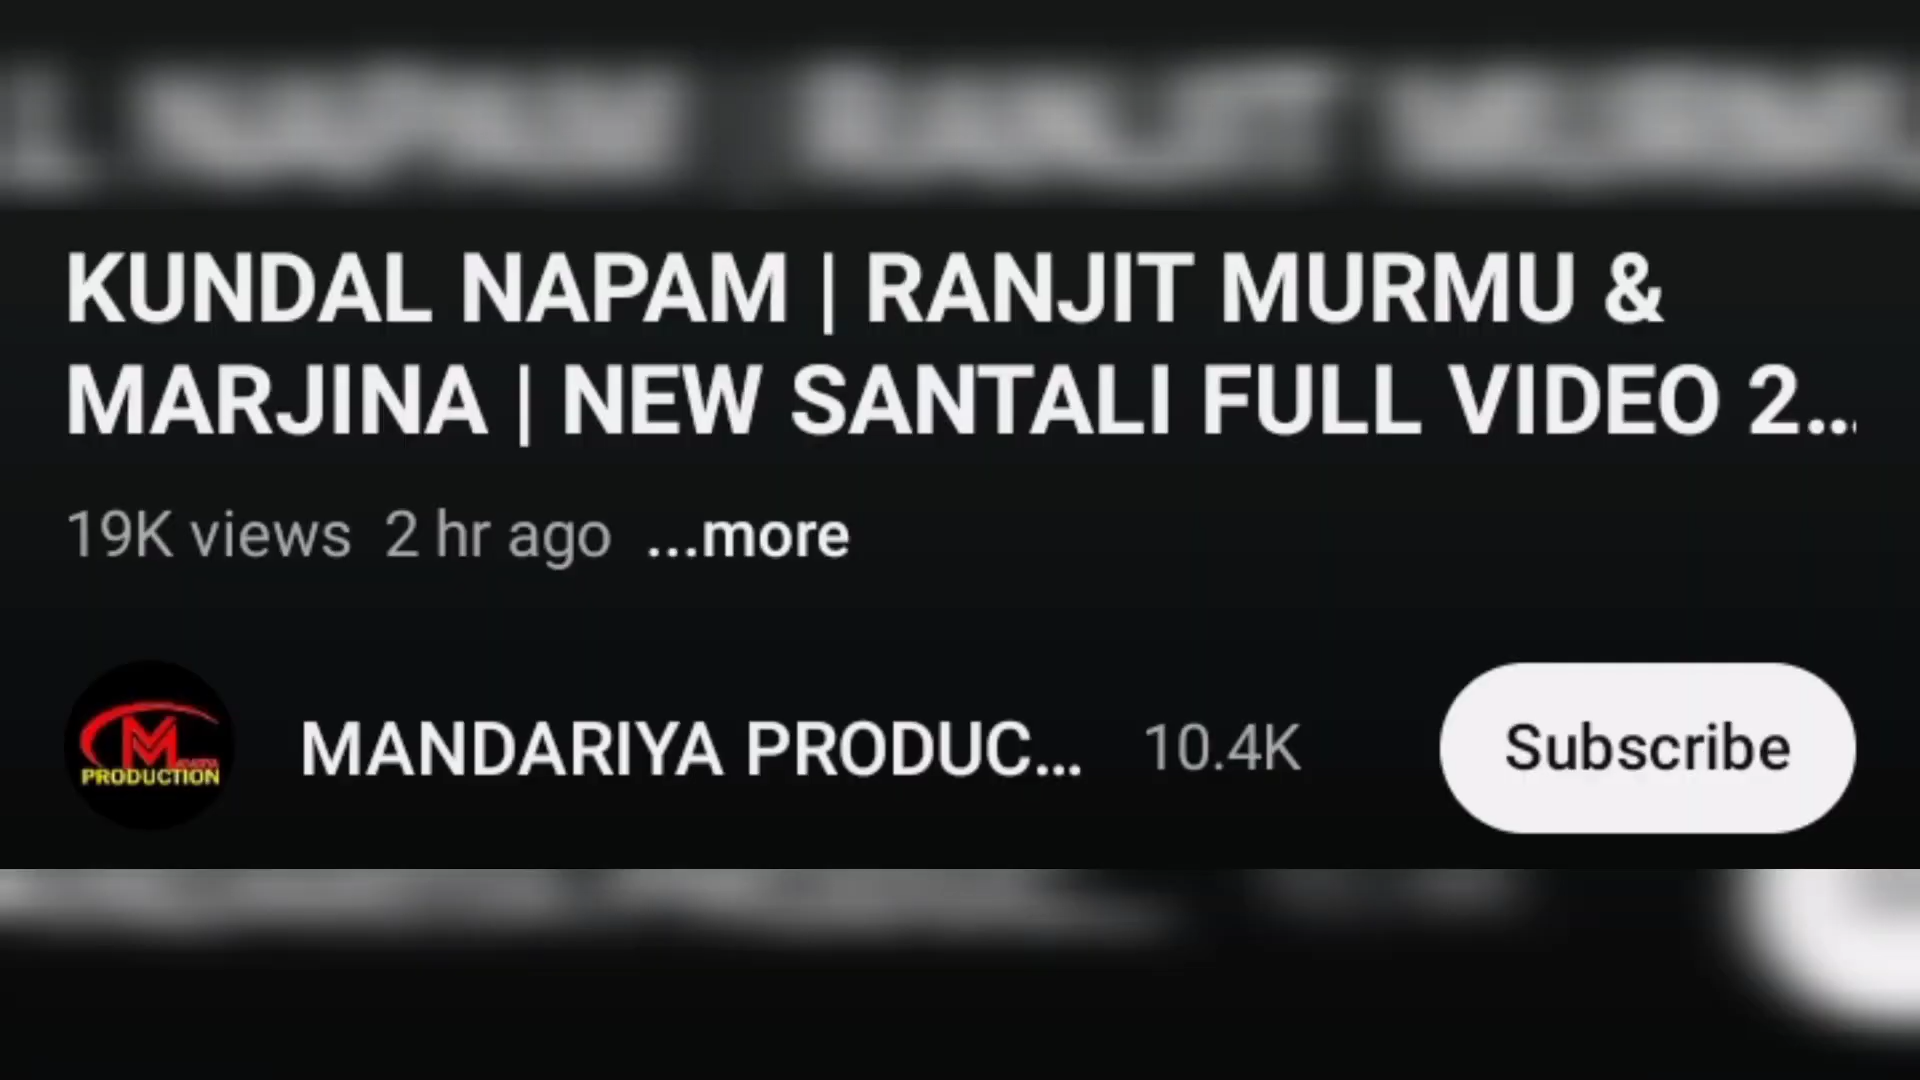 KUNDAL NAPAM | RANJIT MURMU &
MARJINA | NEW SANTALI FULL VIDEO 2...
19K views 2 hr ago ...more
PRODUCTION
MANDARIYA PRODUC... 10.4K Subscribe